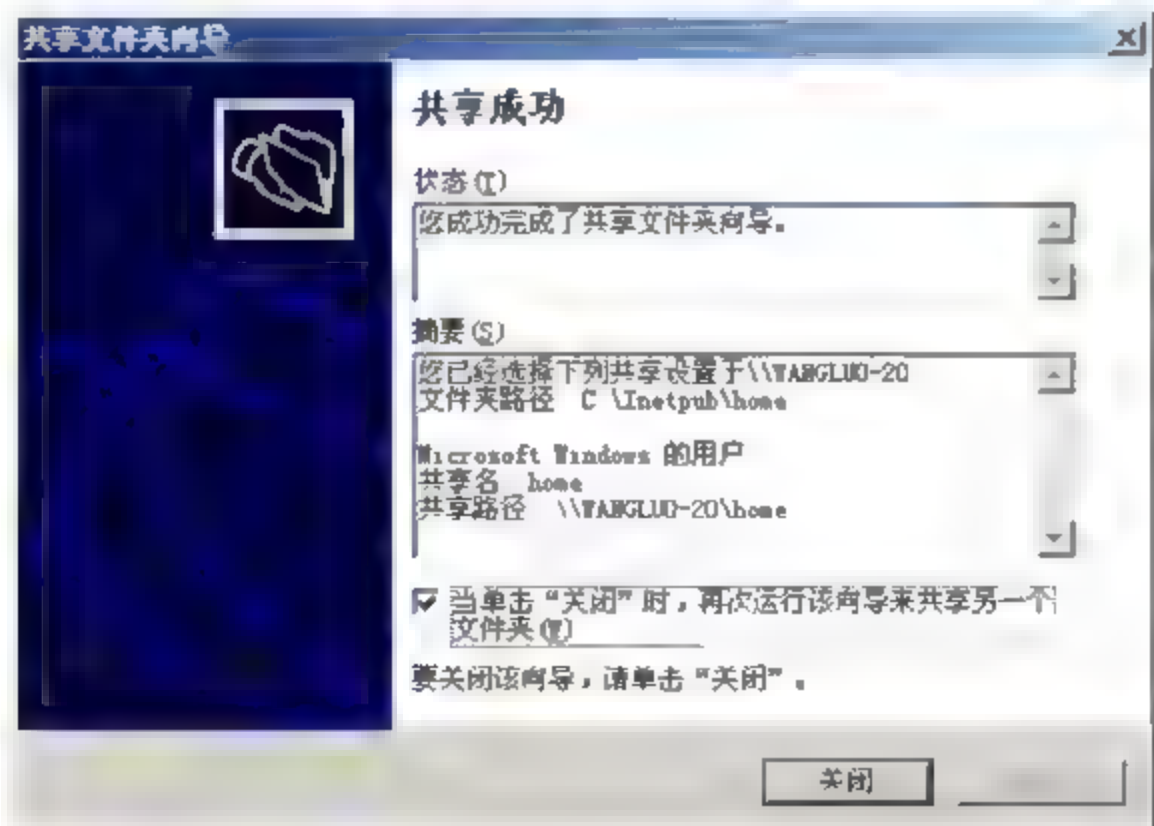 共享文件夹向导
共享成功
状态(T)
您成功完成了共享文件夹向导。
摘要(S)
您已经选择下列共享设置于\\WANGLUO-20
文件夹路径 C \Inetpub\home
Microsoft Windows 的用户
共享名 home
共享路径 \\WANGLUO-20\home
当单击“关闭”时，再次运行该向导来共享另一个
文件夹(W)
要关闭该向导，请单击“关闭”。
关闭